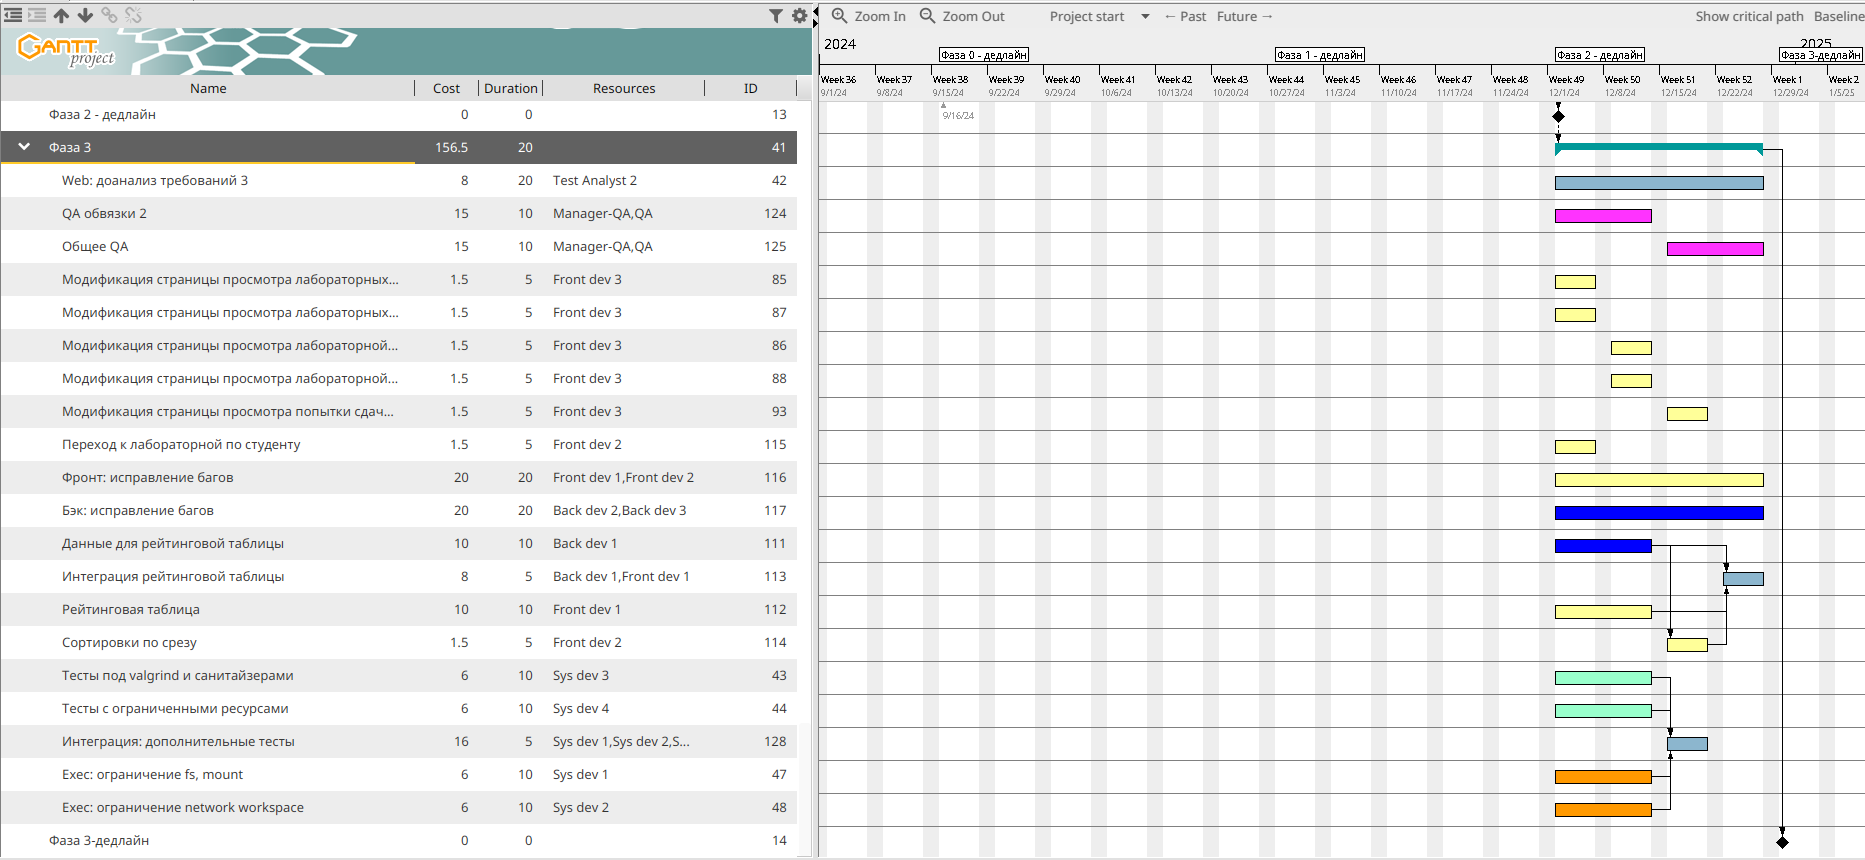 Zoom In Zoom Out Project start ← Past Future → Show critical path Baseline
GANTT project
2024 2025
Фаза 0 - дедлайн Фаза 1 - дедлайн Фаза 2 - дедлайн Фаза 3-дедлайн
Week 36 Week 37 Week 38 Week 39 Week 40 Week 41 Week 42 Week 43 Week 44 Week 45 Week 46 Week 47 Week 48 Week 49 Week 50 Week 51 Week 52 Week 1 Week 2
9/1/24 9/8/24 9/15/24 9/22/24 9/29/24 10/6/24 10/13/24 10/20/24 10/27/24 11/3/24 11/10/24 11/17/24 11/24/24 12/1/24 12/8/24 12/15/24 12/22/24 12/29/24 1/5/25
Name Cost Duration Resources ID
9/16/24
Фаза 2 - дедлайн 0 0 13
Фаза 3 156.5 20 41
Web: доанализ требований 3 8 20 Test Analyst 2 42
QA обвязки 2 15 10 Manager-QA,QA 124
Общее QA 15 10 Manager-QA,QA 125
Модификация страницы просмотра лабораторных... 1.5 5 Front dev 3 85
Модификация страницы просмотра лабораторных... 1.5 5 Front dev 3 87
Модификация страницы просмотра лабораторной... 1.5 5 Front dev 3 86
Модификация страницы просмотра лабораторной... 1.5 5 Front dev 3 88
Модификация страницы просмотра попытки сдач... 1.5 5 Front dev 3 93
Переход к лабораторной по студенту 1.5 5 Front dev 2 115
Фронт: исправление багов 20 20 Front dev 1,Front dev 2 116
Бэк: исправление багов 20 20 Back dev 2,Back dev 3 117
Данные для рейтинговой таблицы 10 10 Back dev 1 111
Интеграция рейтинговой таблицы 8 5 Back dev 1,Front dev 1 113
Рейтинговая таблица 10 10 Front dev 1 112
Сортировки по срезу 1.5 5 Front dev 2 114
Тесты под valgrind и санитайзерами 6 10 Sys dev 3 43
Тесты с ограниченными ресурсами 6 10 Sys dev 4 44
Интеграция: дополнительные тесты 16 5 Sys dev 1,Sys dev 2,S... 128
Exec: ограничение fs, mount 6 10 Sys dev 1 47
Exec: ограничение network workspace 6 10 Sys dev 2 48
Фаза 3-дедлайн 0 0 14